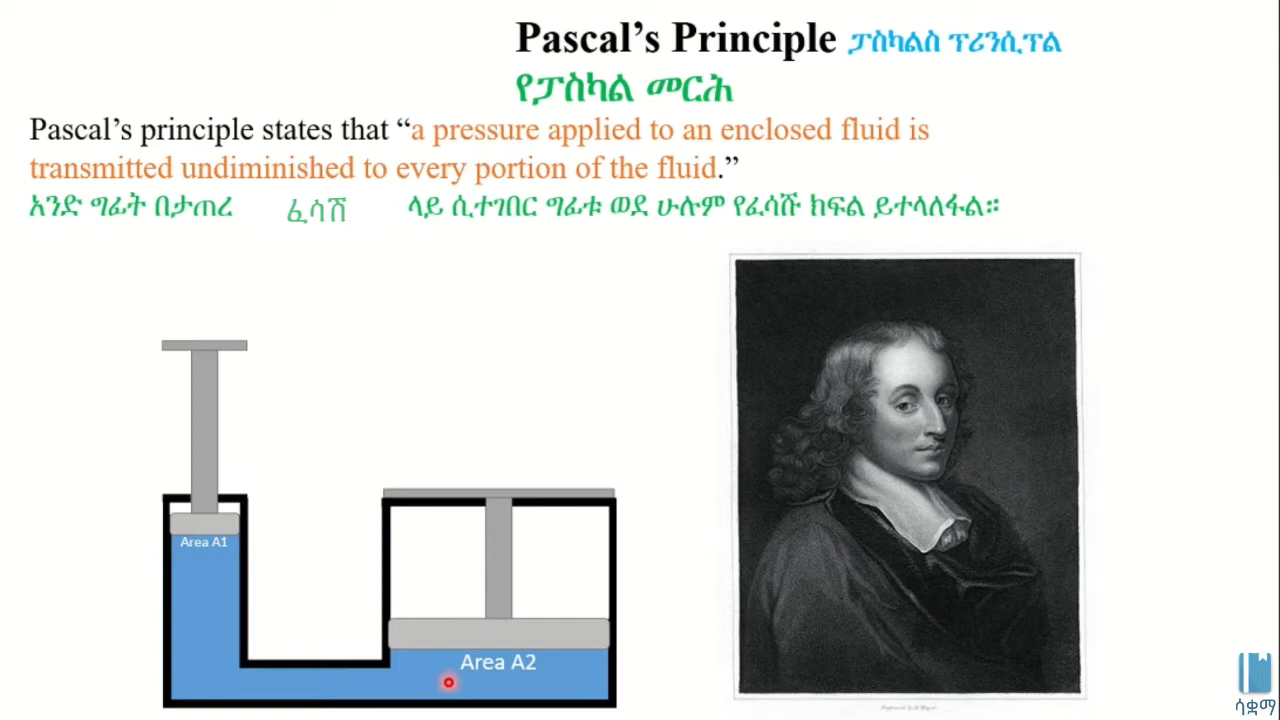 Pascal’s Principle ፓስካልስ ፕሪንሲፕል
የፓስካል መርሕ
Pascal’s principle states that “a pressure applied to an enclosed fluid is
transmitted undiminished to every portion of the fluid.”
አንድ ግፊት በታጠረ ፈሳሽ ላይ ሲተገበር ግፊቱ ወደ ሁሉም የፈሳሹ ክፍል ይተላለፋል።
Area A1
Area A2
ሳቋማ